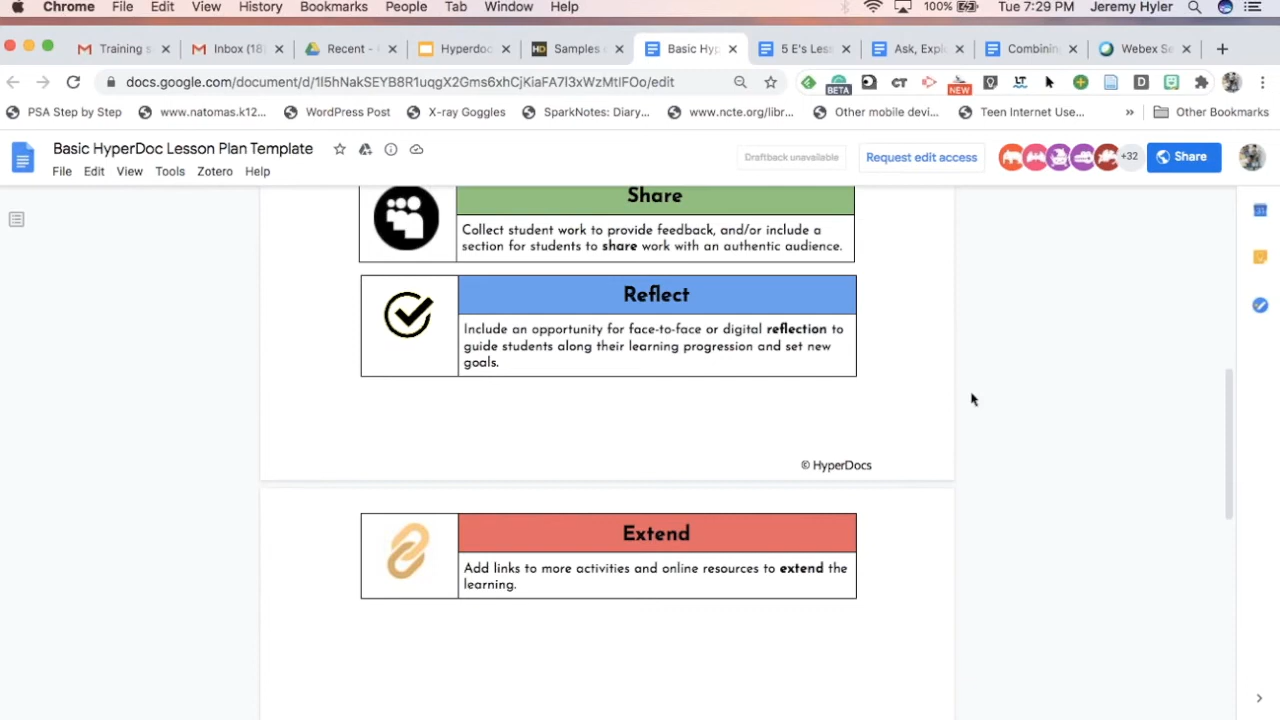 Chrome File Edit View History Bookmarks People Tab Window Help 100% Tue 7:29 PM Jeremy Hyler
Training s Inbox (18 Recent - Hyperdoc HD Samples Basic Hyp 5 E's Less Ask, Expl Combinin Webex Se
docs.google.com/document/d/1I5hNakSEYB8R1uqgX2Gms6xhCjKiaFA7I3xWzMtIFOo/edit CT LT D
BETA NEW
PSA Step by Step www.natomas.k12... WordPress Post X-ray Goggles SparkNotes: Diary... www.ncte.org/libr... Other mobile devi... Teen Internet Use... » Other Bookmarks
Basic HyperDoc Lesson Plan Template Draftback unavailable Request edit access +32 Share
File Edit View Tools Zotero Help
Share
Collect student work to provide feedback, and/or include a
section for students to share work with an authentic audience.
Reflect
Include an opportunity for face-to-face or digital reflection to
guide students along their learning progression and set new
goals.
© HyperDocs
Extend
Add links to more activities and online resources to extend the
learning.